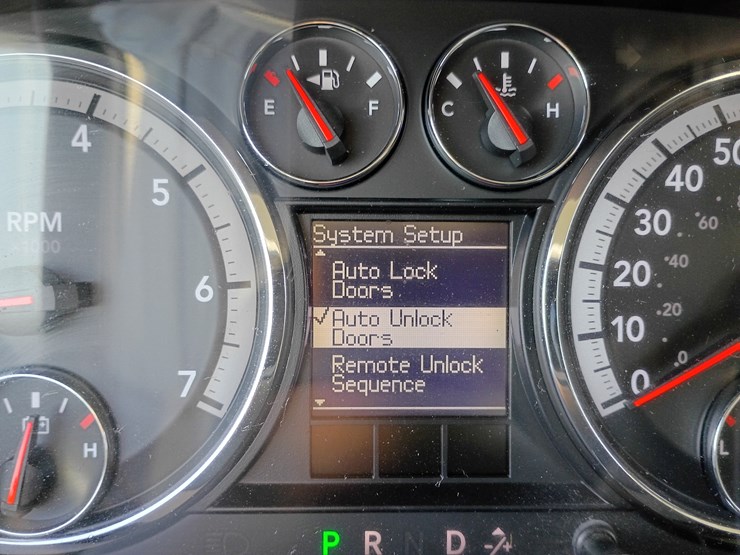 E F
C H
4
5
6
7
RPM
x1000
H
System Setup
Auto Lock
Doors
Auto Unlock
Doors
Remote Unlock
Sequence
50
40
30
20
10
0
60
40
20
0
L
P R N D